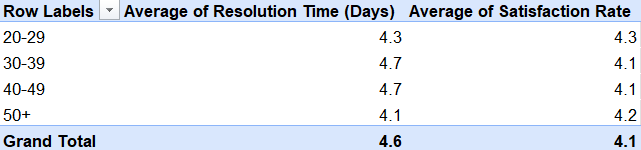 Row Labels Average of Resolution Time (Days) Average of Satisfaction Rate
20-29 4.3 4.3
30-39 4.7 4.1
40-49 4.7 4.1
50+ 4.1 4.2
Grand Total 4.6 4.1